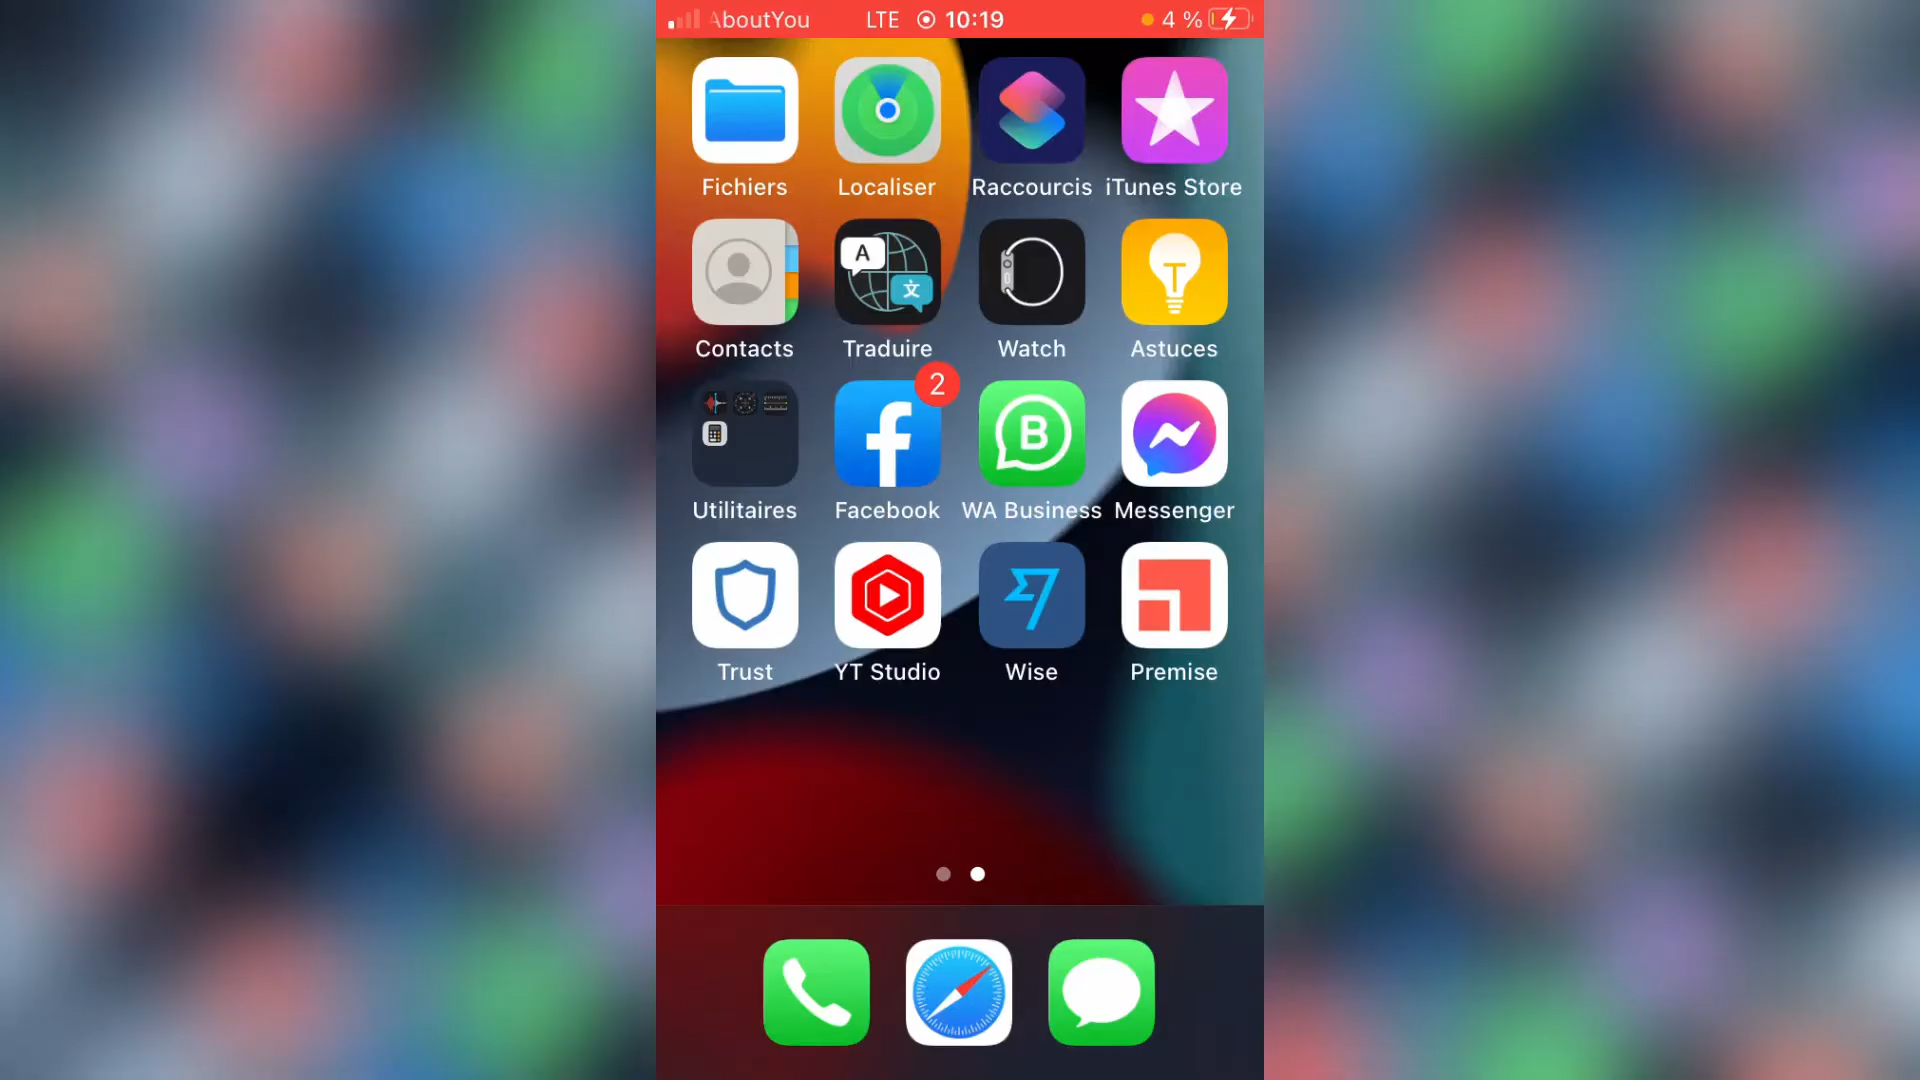 AboutYou LTE 10:19 4 %
Fichiers Localiser Raccourcis iTunes Store
A 文
Contacts Traduire Watch Astuces
2
B
Utilitaires Facebook WA Business Messenger
Trust YT Studio Wise Premise